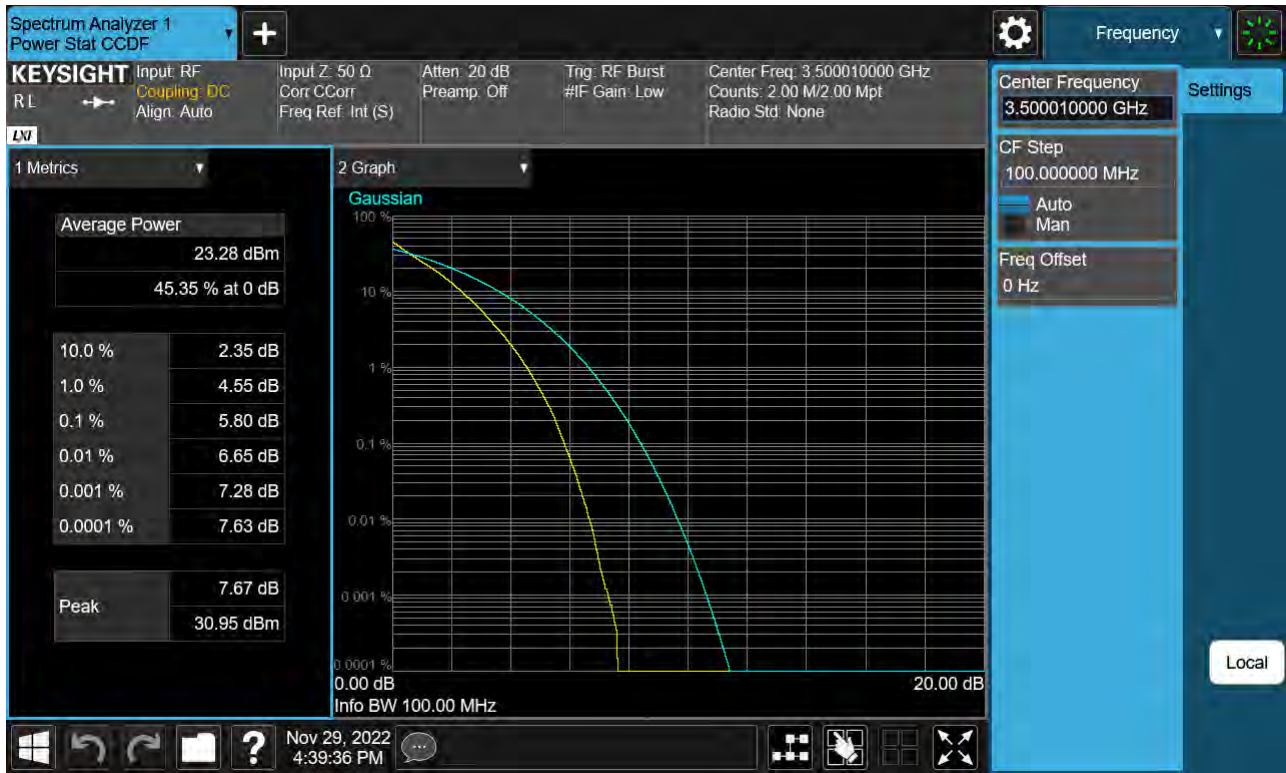 Spectrum Analyzer 1
Power Stat CCDF
+
Frequency
KEYSIGHT
RL
LXI
Input: RF
Coupling: DC
Align: Auto
Input Z: 50 Ω
Corr CCorr
Freq Ref: Int (S)
Atten: 20 dB
Preamp: Off
Trig: RF Burst
#IF Gain: Low
Center Freq: 3.500010000 GHz
Counts: 2.00 M/2.00 Mpt
Radio Std: None
Center Frequency
3.500010000 GHz
Settings
CF Step
100.000000 MHz
Auto
Man
Freq Offset
0 Hz
1 Metrics
Average Power
23.28 dBm
45.35 % at 0 dB
10.0 % 2.35 dB
1.0 % 4.55 dB
0.1 % 5.80 dB
0.01 % 6.65 dB
0.001 % 7.28 dB
0.0001 % 7.63 dB
Peak
7.67 dB
30.95 dBm
2 Graph
Gaussian
100 %
10 %
1 %
0.1 %
0.01 %
0.001 %
0.0001 %
0.00 dB 20.00 dB
Info BW 100.00 MHz
Local
?
Nov 29, 2022
4:39:36 PM